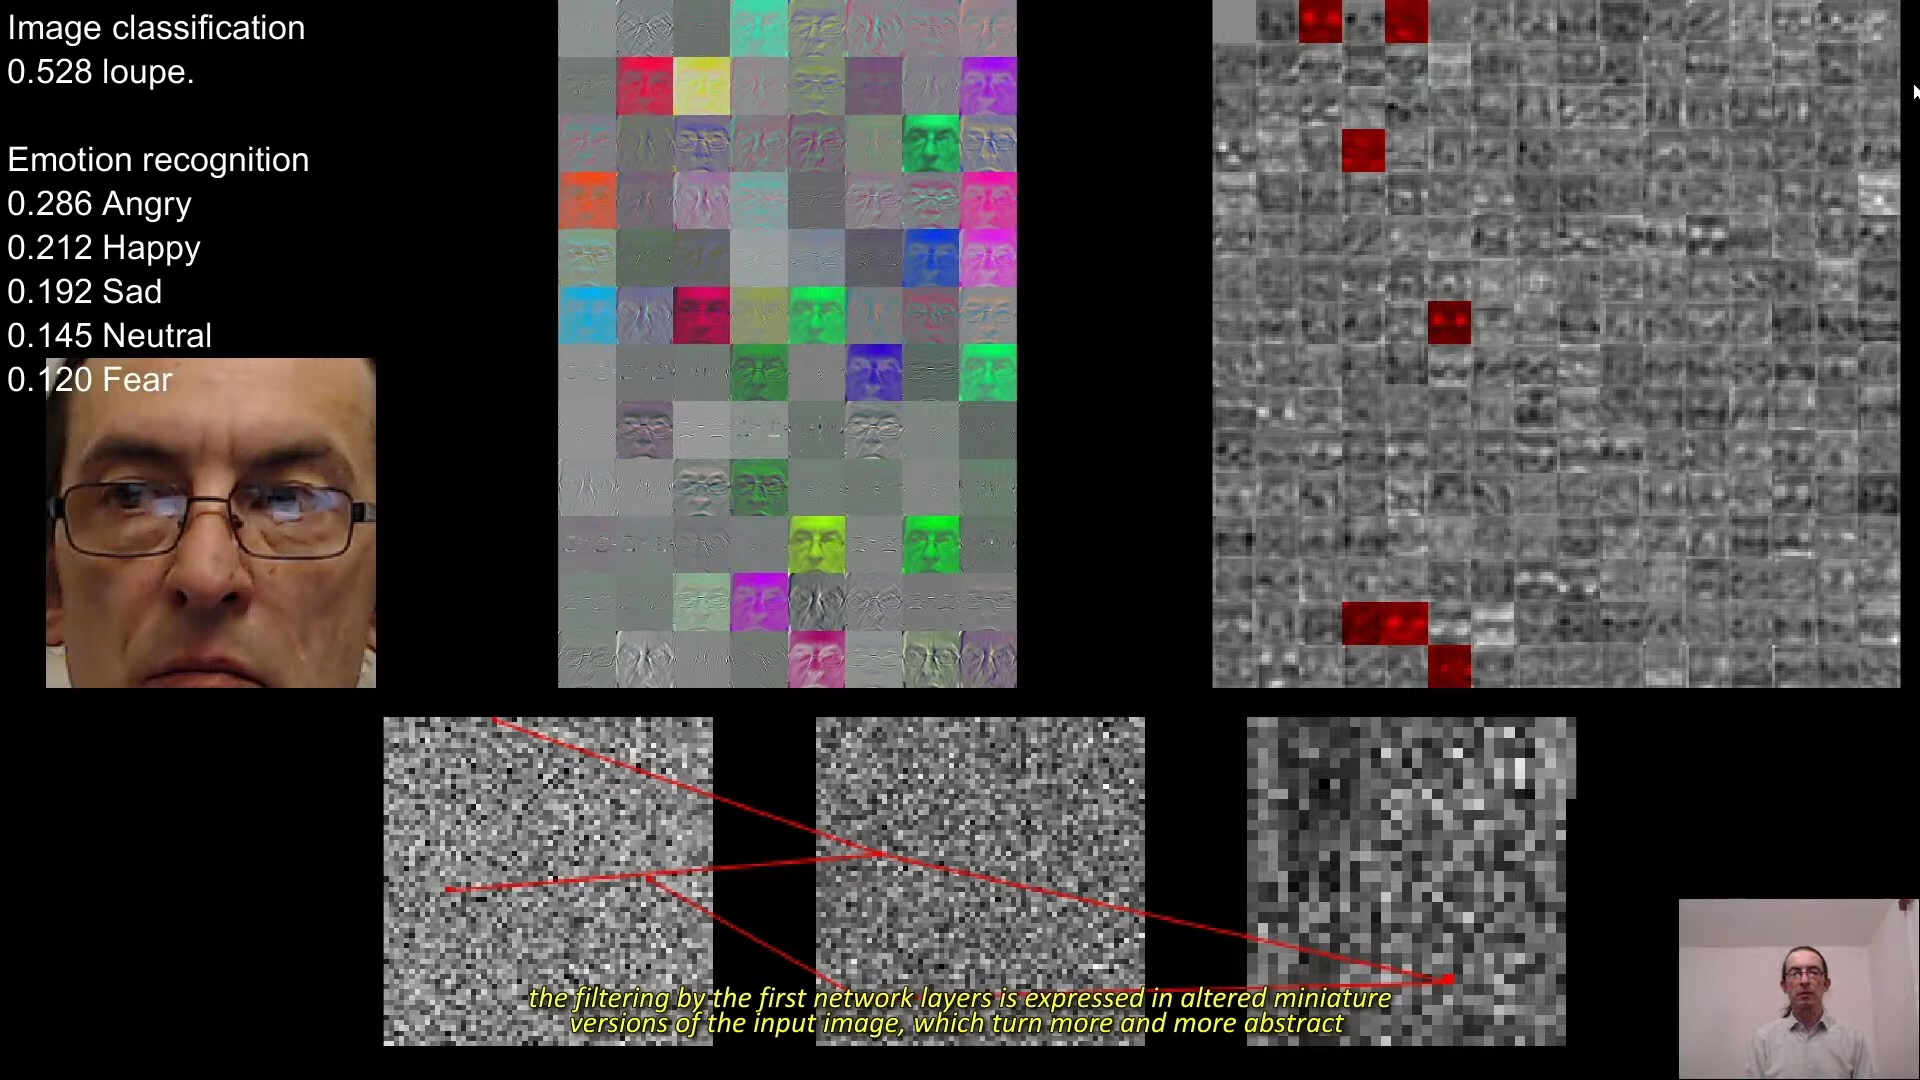 Image classification
0.528 loupe.
Emotion recognition
0.286 Angry
0.212 Happy
0.192 Sad
0.145 Neutral
0.120 Fear
the filtering by the first network layers is expressed in altered miniature
versions of the input image, which turn more and more abstract